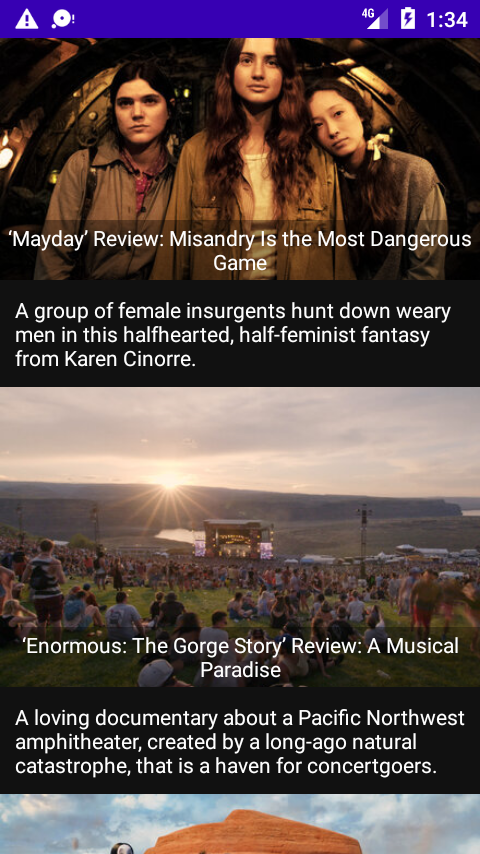 4G
1:34
‘Mayday’ Review: Misandry Is the Most Dangerous
Game
A group of female insurgents hunt down weary
men in this halfhearted, half-feminist fantasy
from Karen Cinorre.
‘Enormous: The Gorge Story’ Review: A Musical
Paradise
A loving documentary about a Pacific Northwest
amphitheater, created by a long-ago natural
catastrophe, that is a haven for concertgoers.